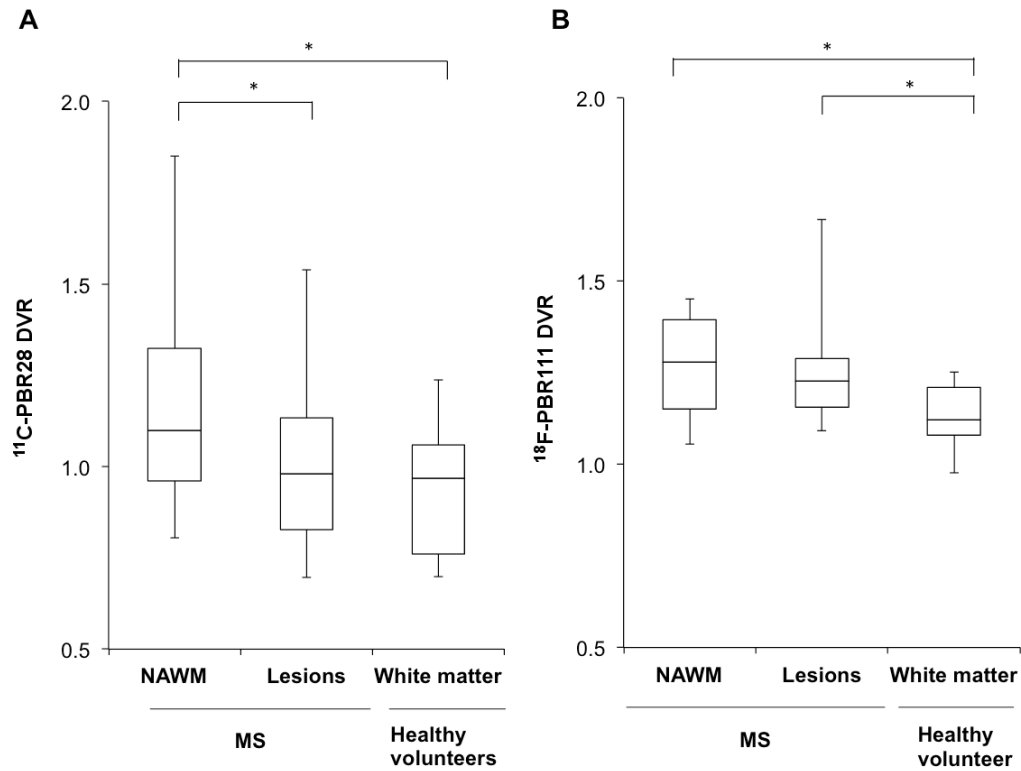 A
*
*
2.0
1.5
1.0
0.5
¹¹C-PBR28 DVR
NAWM
Lesions
White matter
MS
Healthy
volunteers
B
*
*
2.0
1.5
1.0
0.5
¹⁸F-PBR111 DVR
NAWM
Lesions
White matter
MS
Healthy
volunteer